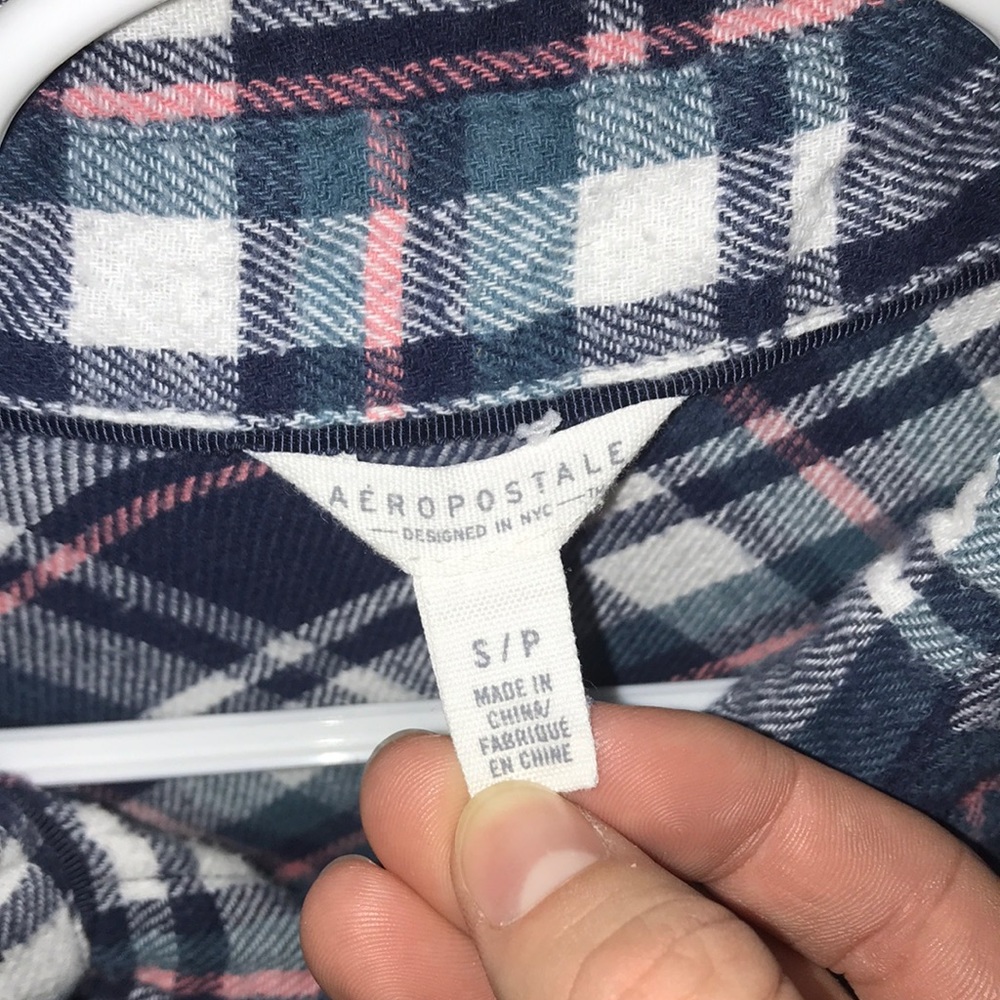 AÉROPOSTALE
DESIGNED IN NYC
S/P
MADE IN
CHINA/
FABRIQUÉ
EN CHINE